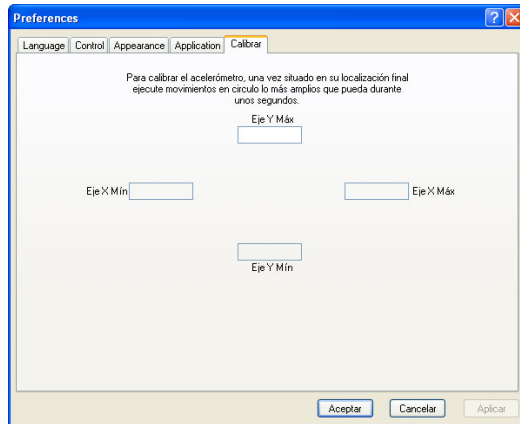 Preferences
Language Control Appearance Application Calibrar
Para calibrar el acelerómetro, una vez situado en su localización final
ejecute movimientos en circulo lo más amplios que pueda durante
unos segundos.
Eje Y Máx
Eje X Mín Eje X Máx
Eje Y Mín
Aceptar Cancelar Aplicar